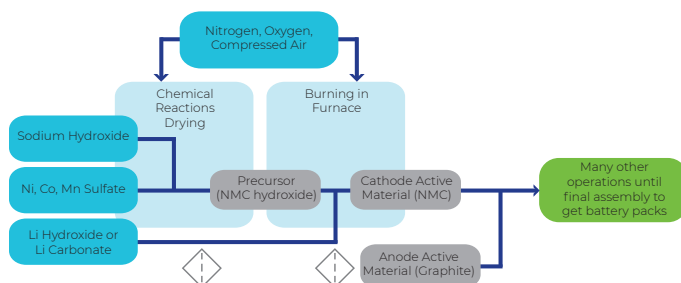 Nitrogen, Oxygen,
Compressed Air
Chemical
Reactions
Drying
Burning in
Furnace
Sodium Hydroxide
Ni, Co, Mn Sulfate
Precursor
(NMC hydroxide)
Cathode Active
Material (NMC)
Many other
operations until
final assembly to
get battery packs
Li Hydroxide or
Li Carbonate
Anode Active
Material (Graphite)